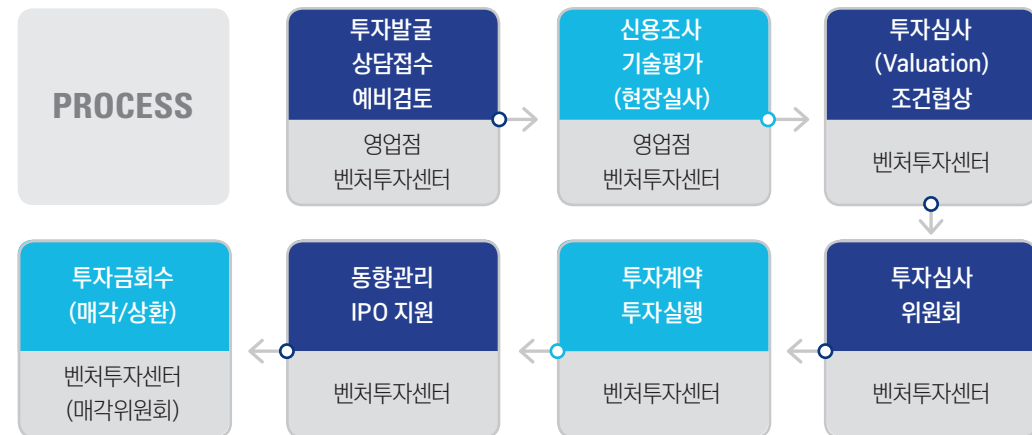 PROCESS
투자발굴
상담접수
예비검토
영업점
벤처투자센터
신용조사
기술평가
(현장실사)
영업점
벤처투자센터
투자심사
(Valuation)
조건협상
벤처투자센터
투자심사
위원회
벤처투자센터
투자계약
투자실행
벤처투자센터
동향관리
IPO 지원
벤처투자센터
투자금회수
(매각/상환)
벤처투자센터
(매각위원회)